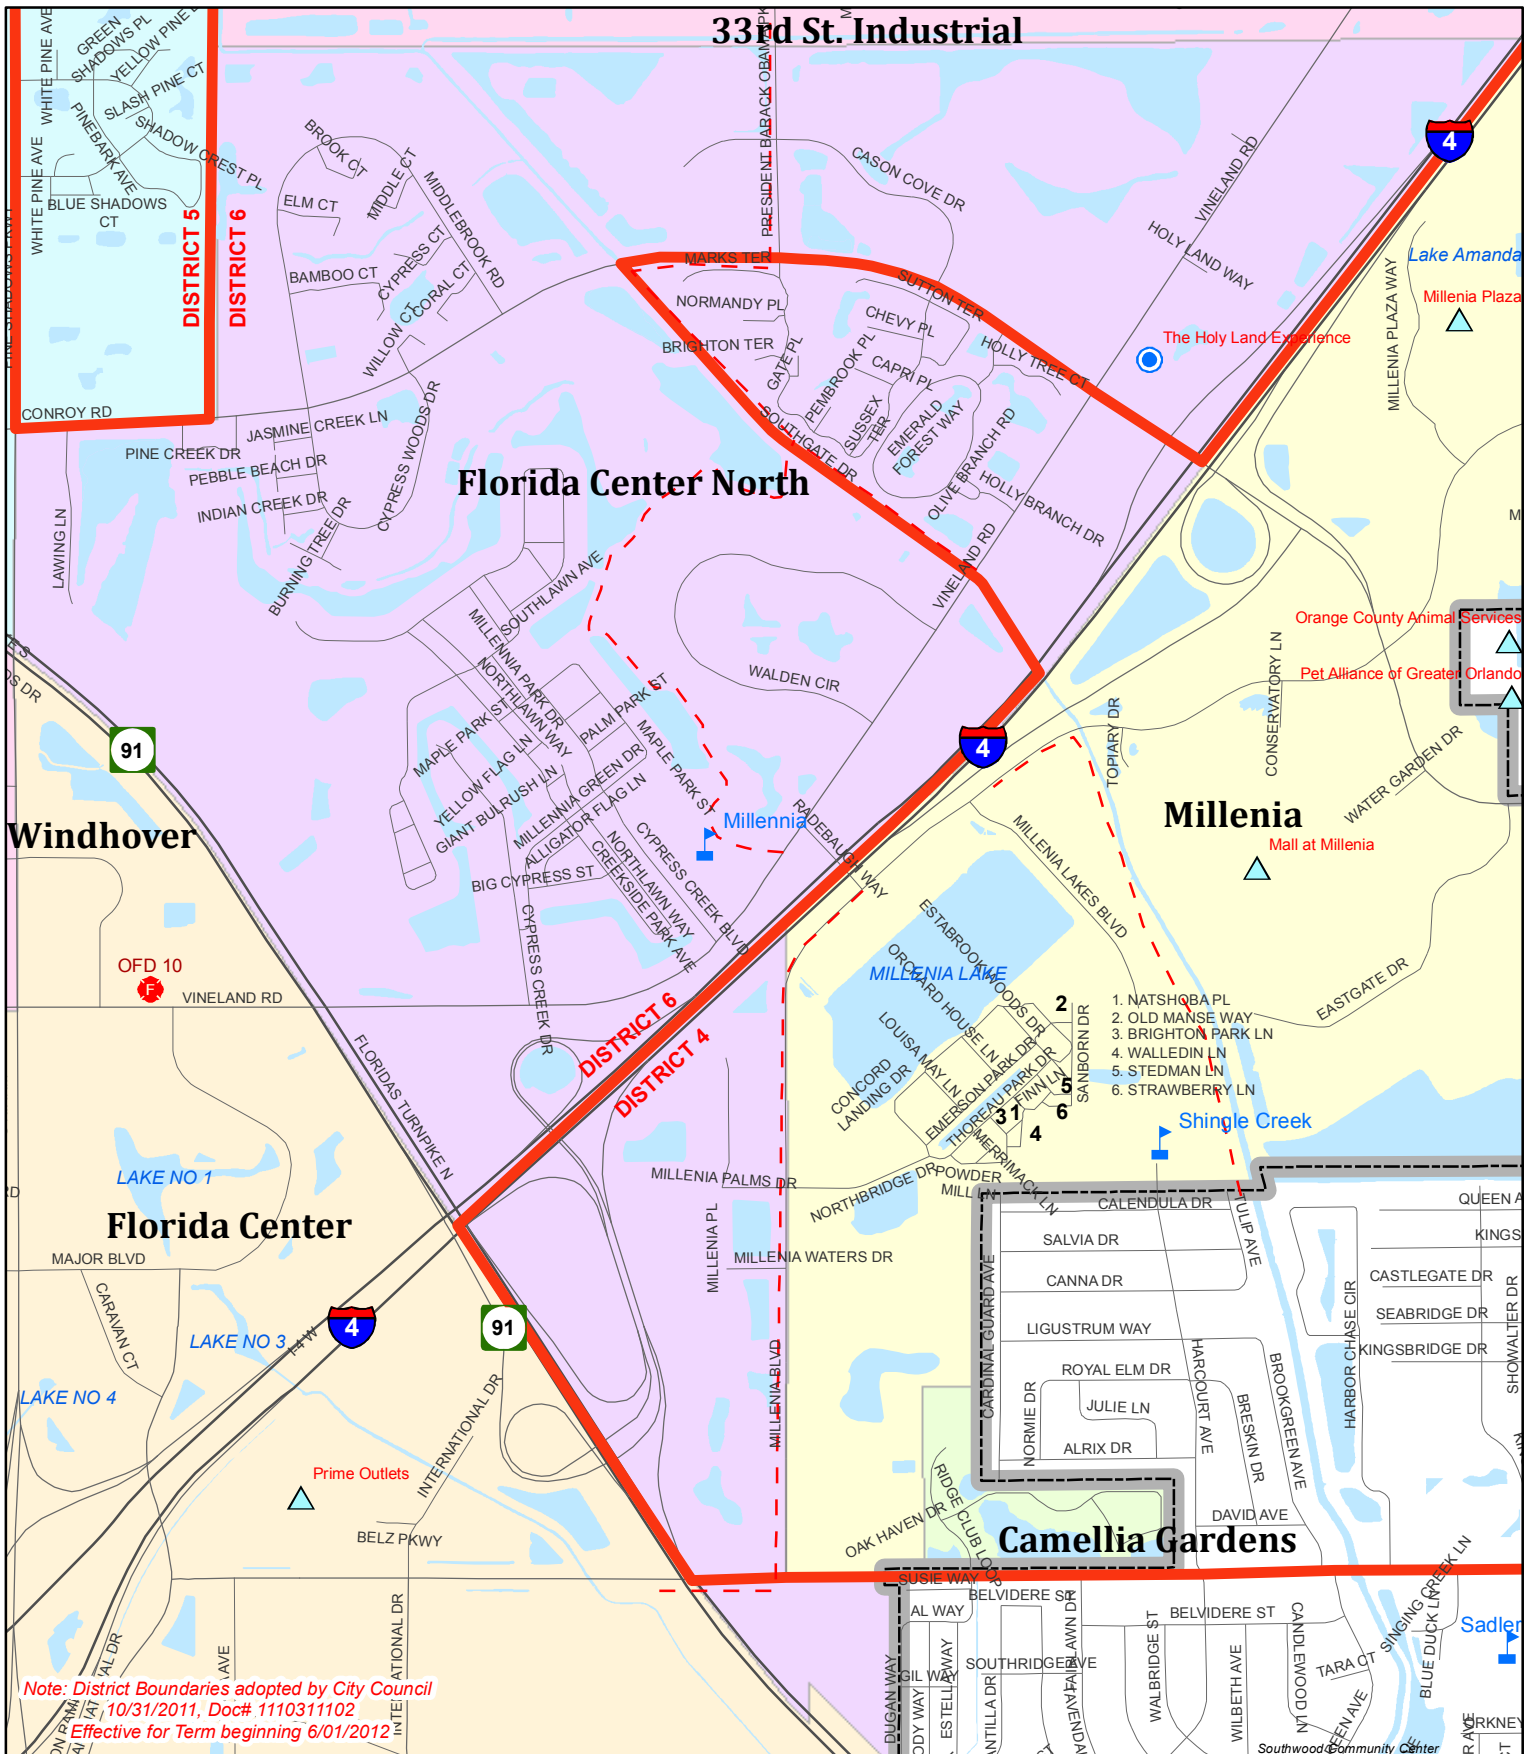 33rd St. Industrial
WHITE PINE AVE
WHITE PINE AVE
GREEN
SHADOWS PL
SLASH PINE CT
PINEBARK AVE
SHADOW CREST PL
BLUE SHADOWS
CT
DISTRICT 5
DISTRICT 6
CONROY RD
BROOK CT
MIDDLE CT
MIDDLEBROOK RD
ELM CT
CYPRESS CT
BAMBOO CT
CORAL CT
WILLOW CT
PRESIDENT BARACK OBAMA PK
CASON COVE DR
VINELAND RD
HOLY LAND WAY
4
MILLENIA PLAZA WAY
Lake Amanda
Millenia Plaza
MARKS TER
NORMANDY PL
BRIGHTON TER
GATE PL
SUTTON TER
CHEVY PL
PEMBROOK PL
CAPRI PL
HOLLY TREE CT
SUSSEX
TER
EMERALD
FOREST WAY
SOUTHGATE DR
OLIVE BRANCH RD
HOLLY BRANCH DR
VINELAND RD
The Holy Land Experience
JASMINE CREEK LN
PINE CREEK DR
PEBBLE BEACH DR
INDIAN CREEK DR
CYPRESS WOODS DR
BURNING TREE DR
LAWING LN
Florida Center North
SOUTHLAWN AVE
MILLENNIA PARK DR
NORTHLAWN WAY
WALDEN CIR
PALM PARK ST
MAPLE PARK ST
MAPLE PARK ST
YELLOW FLAG LN
GIANT BULRUSH LN
MILLENNIA GREEN DR
ALLIGATOR FLAG LN
BIG CYPRESS ST
NORTHLAWN WAY
CREEKSIDE PARK AVE
CYPRESS CREEK BLVD
CYPRESS CREEK DR
Millennia
RADEBAUGH WAY
4
Orange County Animal Services
Pet Alliance of Greater Orlando
CONSERVATORY LN
TOPIARY DR
WATER GARDEN DR
Millenia
Mall at Millenia
MILLENIA LAKES BLVD
EASTGATE DR
91
Windhover
OFD 10
F
VINELAND RD
FLORIDAS TURNPIKE N
DISTRICT 6
DISTRICT 4
MILLENIA LAKE
ESTABROOK WOODS DR
ORCHARD HOUSE LN
LOUISA MAY LN
CONCORD
LANDING DR
EMERSON PARK DR
THOREAU PARK DR
FINN LN
SANBORN DR
MERRIMACK LN
POWDER
MILL LN
NORTHBRIDGE DR
2
5
3
1
6
4
1. NATSHOBA PL
2. OLD MANSE WAY
3. BRIGHTON PARK LN
4. WALLEDIN LN
5. STEDMAN LN
6. STRAWBERRY LN
Shingle Creek
LAKE NO 1
Florida Center
MAJOR BLVD
CARAVAN CT
LAKE NO 3
I-4 W
4
LAKE NO 4
91
INTERNATIONAL DR
Prime Outlets
BELZ PKWY
MILLENIA PALMS DR
MILLENIA PL
MILLENIA WATERS DR
MILLENIA BLVD
CALENDULA DR
TULIP AVE
SALVIA DR
CANNA DR
CARDINAL GUARD AVE
LIGUSTRUM WAY
ROYAL ELM DR
JULIE LN
NORMIE DR
ALRIX DR
HARCOURT AVE
BRESKIN DR
BROOKGREEN AVE
HARBOR CHASE CIR
QUEEN A
KINGS
CASTLEGATE DR
SEABRIDGE DR
KINGSBRIDGE DR
SHOWALTER DR
DAVID AVE
RIDGE CLUB LOOP
OAK HAVEN DR
Camellia Gardens
SUSIE WAY
BELVIDERE ST
AL WAY
GIL WAY
ESTELLA WAY
DUGAN WAY
SOUTHRIDGE AVE
BELVIDERE ST
WALBRIDGE ST
WILBETH AVE
CANDLEWOOD LN
TARA CT
SINGING CREEK LN
BLUE DUCK LN
Sadler
Southwood Community Center
Note: District Boundaries adopted by City Council
10/31/2011, Doc# 1110311102
Effective for Term beginning 6/01/2012